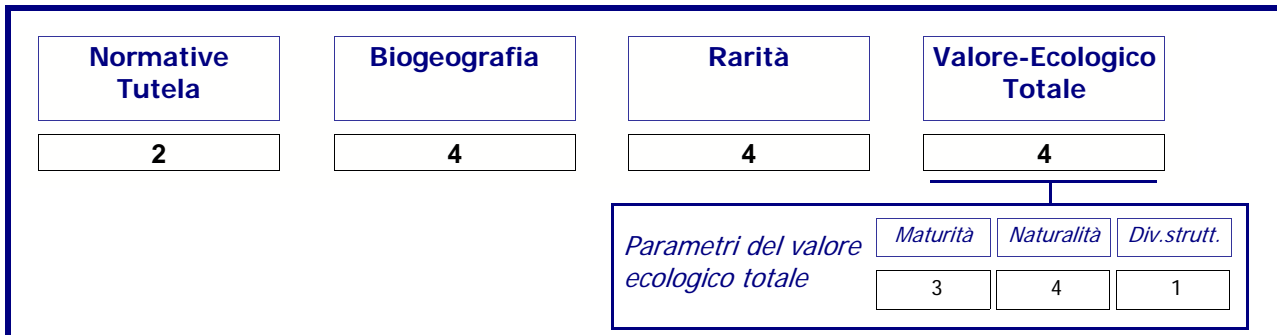 Normative
Tutela
Biogeografia
Rarità
Valore-Ecologico
Totale
2
4
4
4
Parametri del valore
ecologico totale
Maturità
Naturalità
Div.strutt.
3
4
1